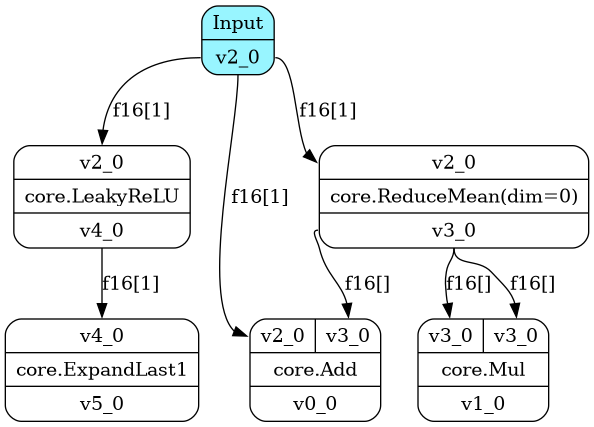 Input
v2_0
f16[1]
f16[1]
v2_0
core.LeakyReLU
v4_0
v2_0
core.ReduceMean(dim=0)
v3_0
f16[1]
f16[1]
f16[]
f16[]
f16[]
v4_0
core.ExpandLast1
v5_0
v2_0 v3_0
core.Add
v0_0
v3_0 v3_0
core.Mul
v1_0